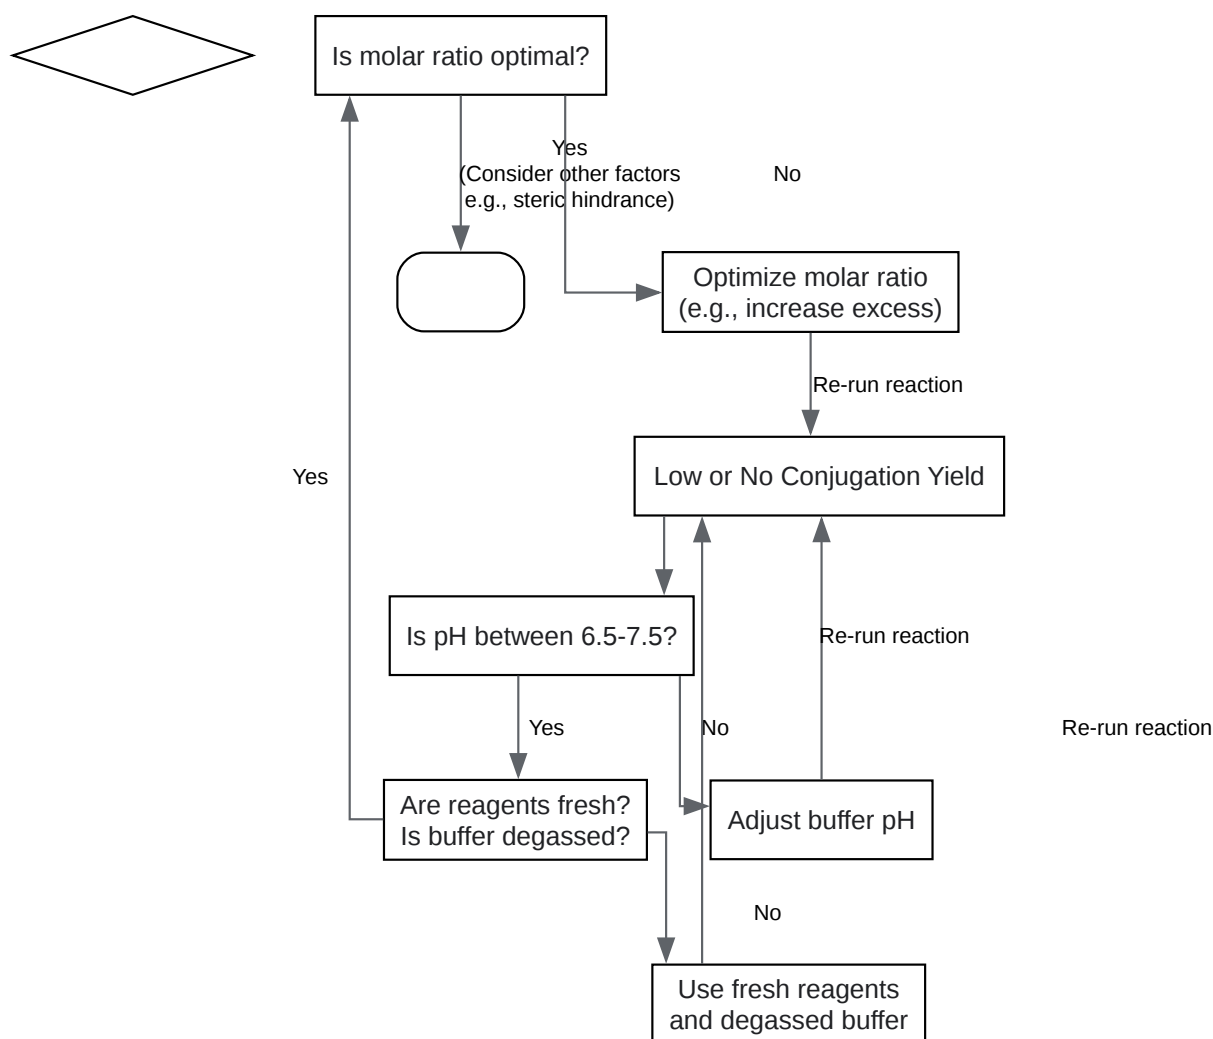 Is molar ratio optimal?
Yes
(Consider other factors
e.g., steric hindrance)
No
Optimize molar ratio
(e.g., increase excess)
Re-run reaction
Yes
Low or No Conjugation Yield
Is pH between 6.5-7.5?
Re-run reaction
Yes
No
Re-run reaction
Are reagents fresh?
Is buffer degassed?
Adjust buffer pH
No
Use fresh reagents
and degassed buffer